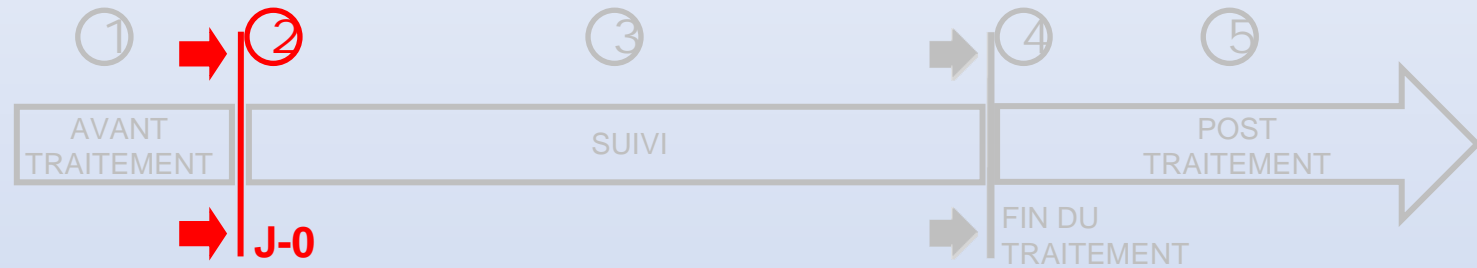 1
2
3
4
5
AVANT
TRAITEMENT
SUIVI
POST
TRAITEMENT
J-0
FIN DU
TRAITEMENT